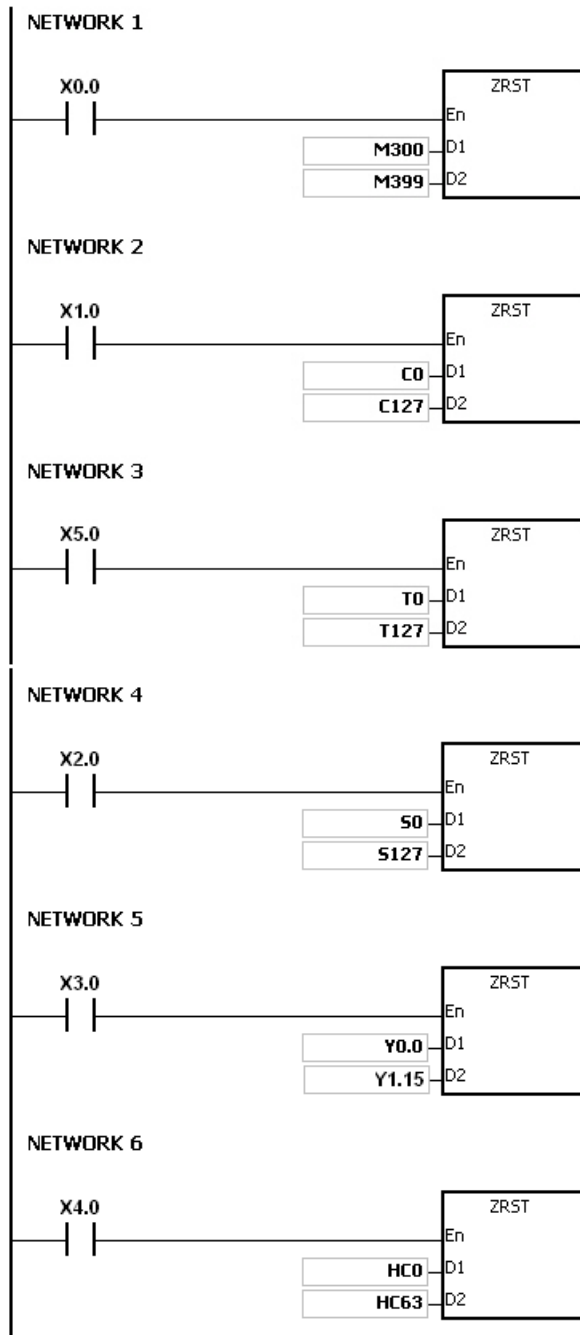 NETWORK 1
X0.0
ZRST
En
M300 D1
M399 D2
NETWORK 2
X1.0
ZRST
En
C0 D1
C127 D2
NETWORK 3
X5.0
ZRST
En
T0 D1
T127 D2
NETWORK 4
X2.0
ZRST
En
S0 D1
S127 D2
NETWORK 5
X3.0
ZRST
En
Y0.0 D1
Y1.15 D2
NETWORK 6
X4.0
ZRST
En
HC0 D1
HC63 D2